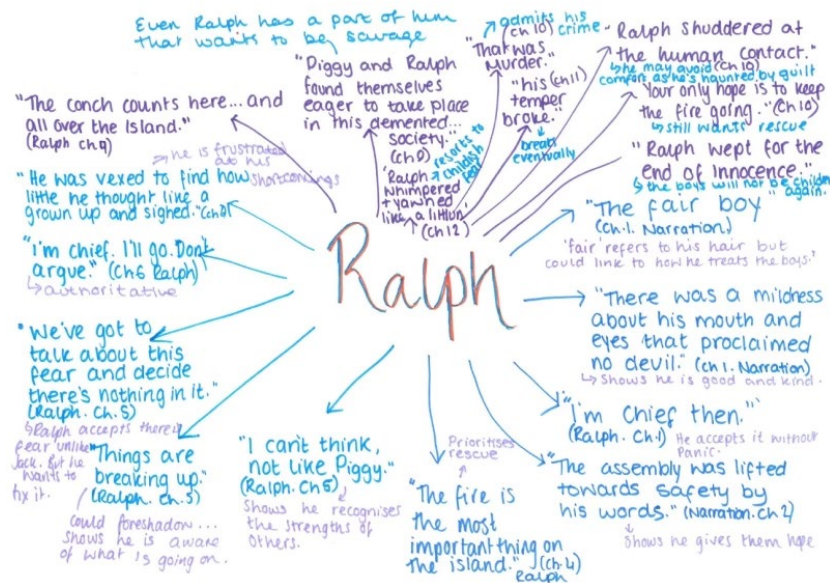 Even Ralph has a part of him
that wants to be savage
"Piggy and Ralph
found themselves
eager to take place
in this demented...
society."
(ch 9)
"Ralph
whimpered
+ yawned
like a littlun"
(ch 12)
resorts to
childish
fear
admits his
crime
(ch 10)
"That was
Murder."
"his (ch 11)
temper
broke."
breaks
eventually
"Ralph shuddered at
the human contact."
(ch 10)
he may avoid
comfort as he's haunted by guilt
"Your only hope is to keep
the fire going." (Ch 10)
still wants rescue
"Ralph wept for the
end of innocence."
the boys will not be children
again.
"The fair boy"
(Ch.1. Narration)
'fair' refers to his hair but
could link to how he treats the boys.
"There was a mildness
about his mouth and
eyes that proclaimed
no devil." (ch 1. Narration)
Shows he is good and kind.
"I'm Chief then."
(Ralph. Ch.1)
He accepts it without
panic.
"The assembly was lifted
towards safety by
his words." (Narration. Ch 2)
Shows he gives them hope
Prioritises
rescue
"The fire is
the most
important thing on
the island." (Ch 4)
Ralph
"I can't think,
not like Piggy."
(Ralph. Ch 5)
Shows he recognises
the strengths of
others.
"Things are
breaking up."
(Ralph. Ch. 5)
could foreshadow...
shows he is aware
of what is going on.
"We've got to
talk about this
fear and decide
there's nothing in it."
(Ralph. Ch. 5)
Ralph accepts there is
fear unlike
Jack. But he
wants to
fix it.
"I'm chief. I'll go. Don't
argue." (Ch 6 Ralph)
authoritative
"He was vexed to find how
little he thought like a
grown up and sighed."
he is frustrated
at his
shortcomings
"The conch counts here... and
all over the Island."
(Ralph ch 9)
Ralph